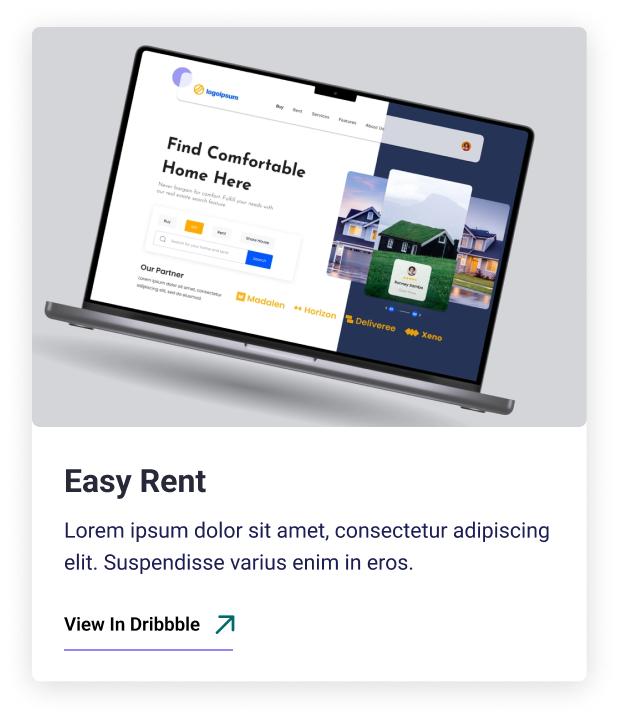 logoipsum
Buy Rent Services Features About Us
Find Comfortable
Home Here
Never bargain for comfort. Fulfill your needs with
our real estate search feature
Buy Rent Share House
Search for your home and land
Search
Our Partner
Lorem ipsum dolor sit amet, consectetur
adipiscing elit, sed do eiusmod.
Madalen Horizon Deliveree Xeno
Easy Rent
Lorem ipsum dolor sit amet, consectetur adipiscing
elit. Suspendisse varius enim in eros.
View In Dribbble